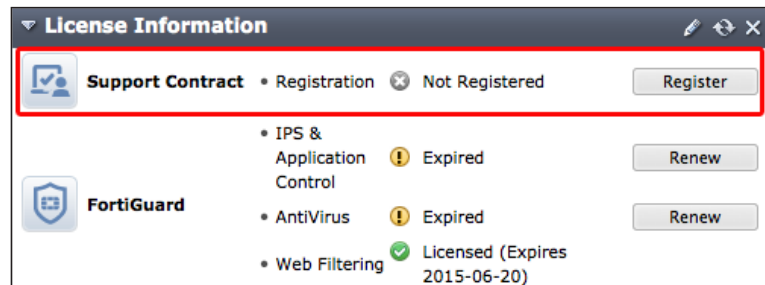 License Information
Support Contract • Registration Not Registered Register
• IPS & Application Control Expired Renew
FortiGuard
• AntiVirus Expired Renew
• Web Filtering Licensed (Expires 2015-06-20)